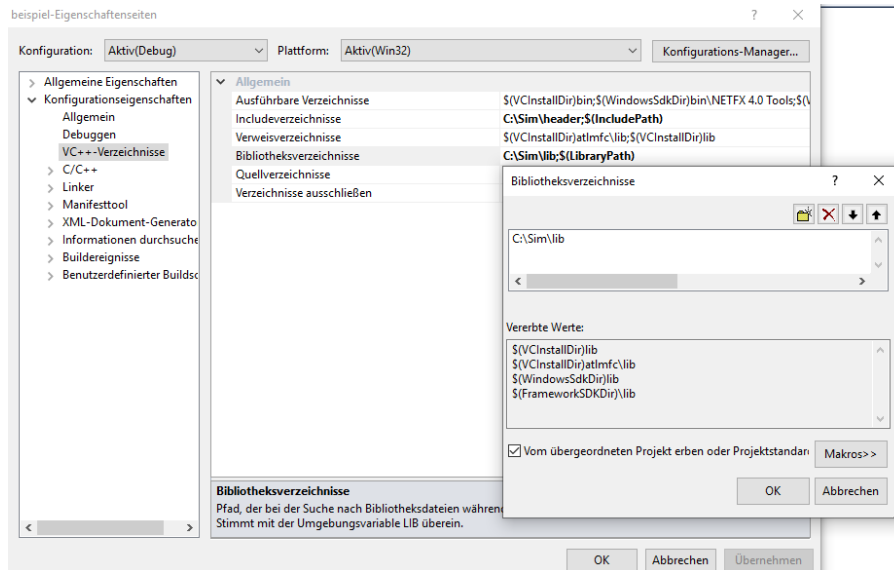 beispiel-Eigenschaftenseiten
Konfiguration: Aktiv(Debug) Plattform: Aktiv(Win32) Konfigurations-Manager...
Allgemeine Eigenschaften
Konfigurationseigenschaften
Allgemein
Debuggen
VC++-Verzeichnisse
C/C++
Linker
Manifesttool
XML-Dokument-Generato
Informationen durchsuche
Buildereignisse
Benutzerdefinierter Buildsc
Allgemein
Ausführbare Verzeichnisse $(VCInstallDir)bin;$(WindowsSdkDir)bin\NETFX 4.0 Tools;$(V
Includeverzeichnisse C:\Sim\header;$(IncludePath)
Verweisverzeichnisse $(VCInstallDir)atlmfc\lib;$(VCInstallDir)lib
Bibliotheksverzeichnisse C:\Sim\lib;$(LibraryPath)
Quellverzeichnisse
Verzeichnisse ausschließen
Bibliotheksverzeichnisse
Pfad, der bei der Suche nach Bibliotheksdateien währen
Stimmt mit der Umgebungsvariable LIB überein.
OK Abbrechen Übernehmen
Bibliotheksverzeichnisse
C:\Sim\lib
Vererbte Werte:
$(VCInstallDir)lib
$(VCInstallDir)atlmfc\lib
$(WindowsSdkDir)lib
$(FrameworkSDKDir)\lib
Vom übergeordneten Projekt erben oder Projektstandar
Makros>>
OK Abbrechen